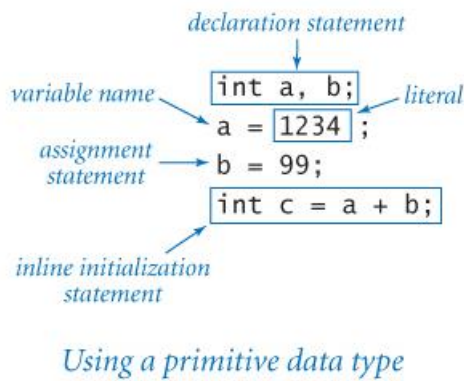 declaration statement
int a, b;
variable name
literal
a = 1234 ;
assignment
statement
b = 99;
int c = a + b;
inline initialization
statement
Using a primitive data type